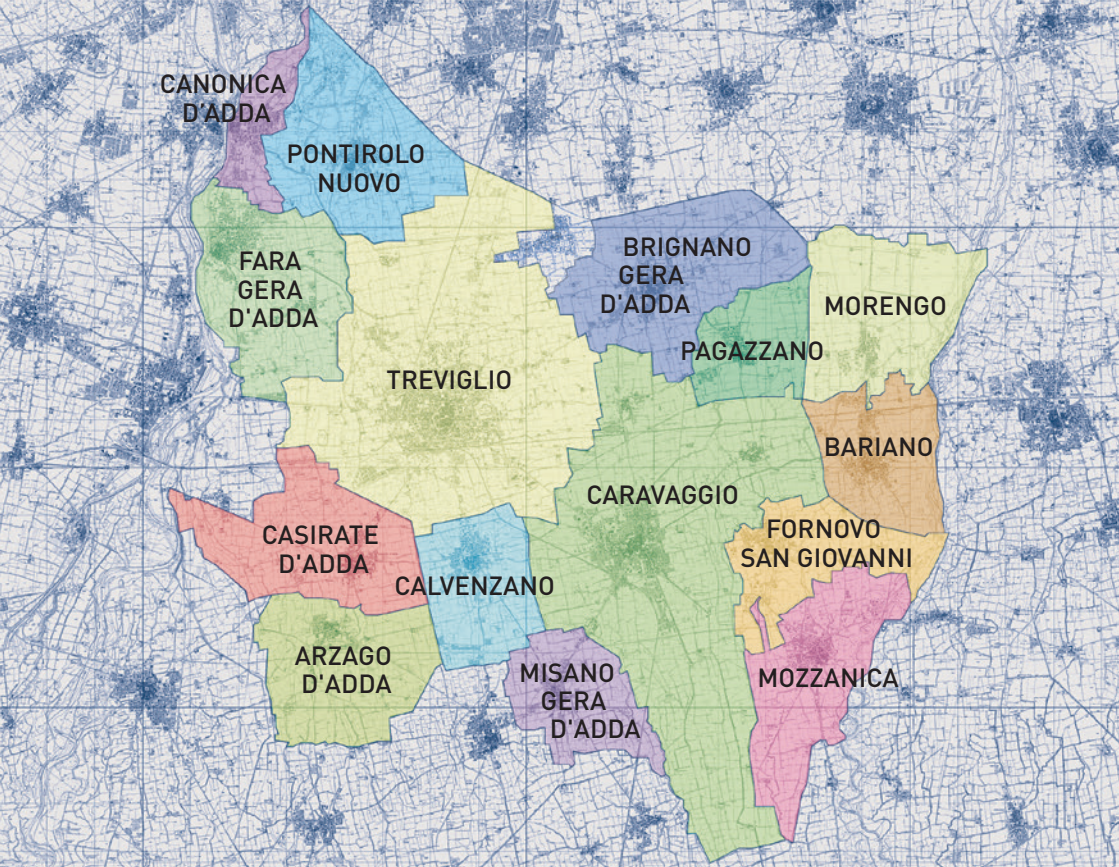 CANONICA
D'ADDA
PONTIROLO
NUOVO
FARA
GERA
D'ADDA
BRIGNANO
GERA
D'ADDA
MORENGO
PAGAZZANO
TREVIGLIO
BARIANO
CARAVAGGIO
FORNOVO
SAN GIOVANNI
CASIRATE
D'ADDA
CALVENZANO
ARZAGO
D'ADDA
MISANO
GERA
D'ADDA
MOZZANICA